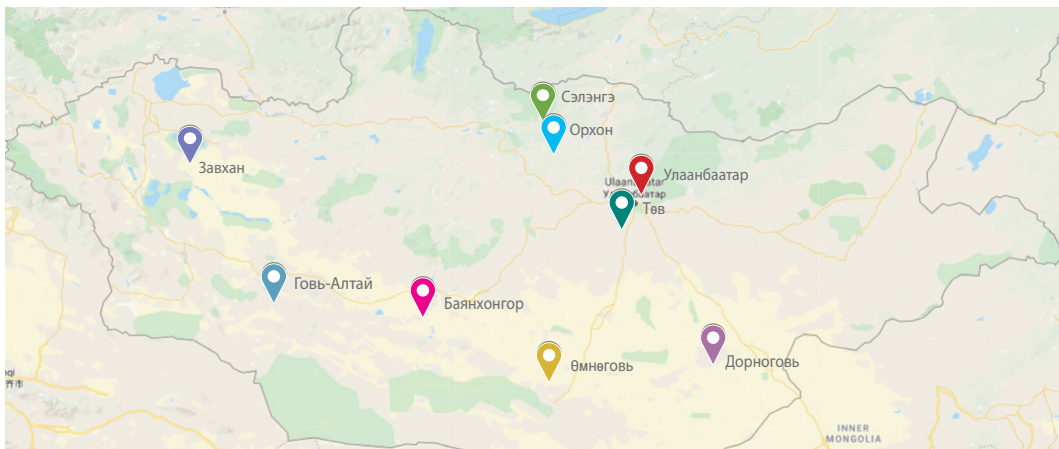 Сэлэнгэ
Орхон
Завхан
Улаанбаатар
Төв
Говь-Алтай
Баянхонгор
Өмнөговь
Дорноговь
INNER
MONGOLIA